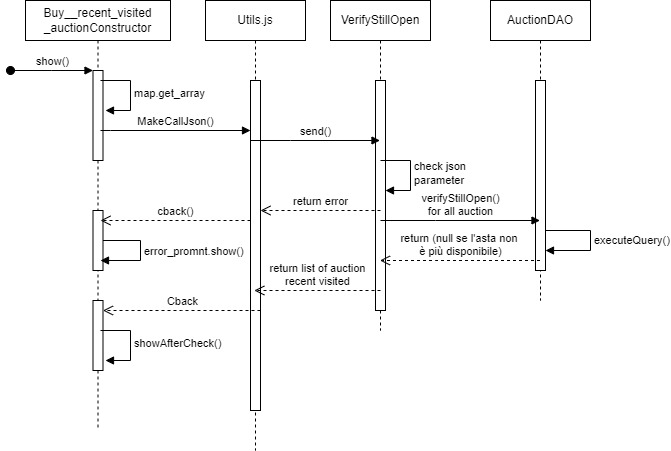 Buy__recent_visited
_auctionConstructor
Utils.js
VerifyStillOpen
AuctionDAO
show()
map.get_array
MakeCallJson()
send()
check json
parameter
return error
verifyStillOpen()
for all auction
cback()
error_promnt.show()
return (null se l'asta non
è più disponibile)
executeQuery()
return list of auction
recent visited
Cback
showAfterCheck()